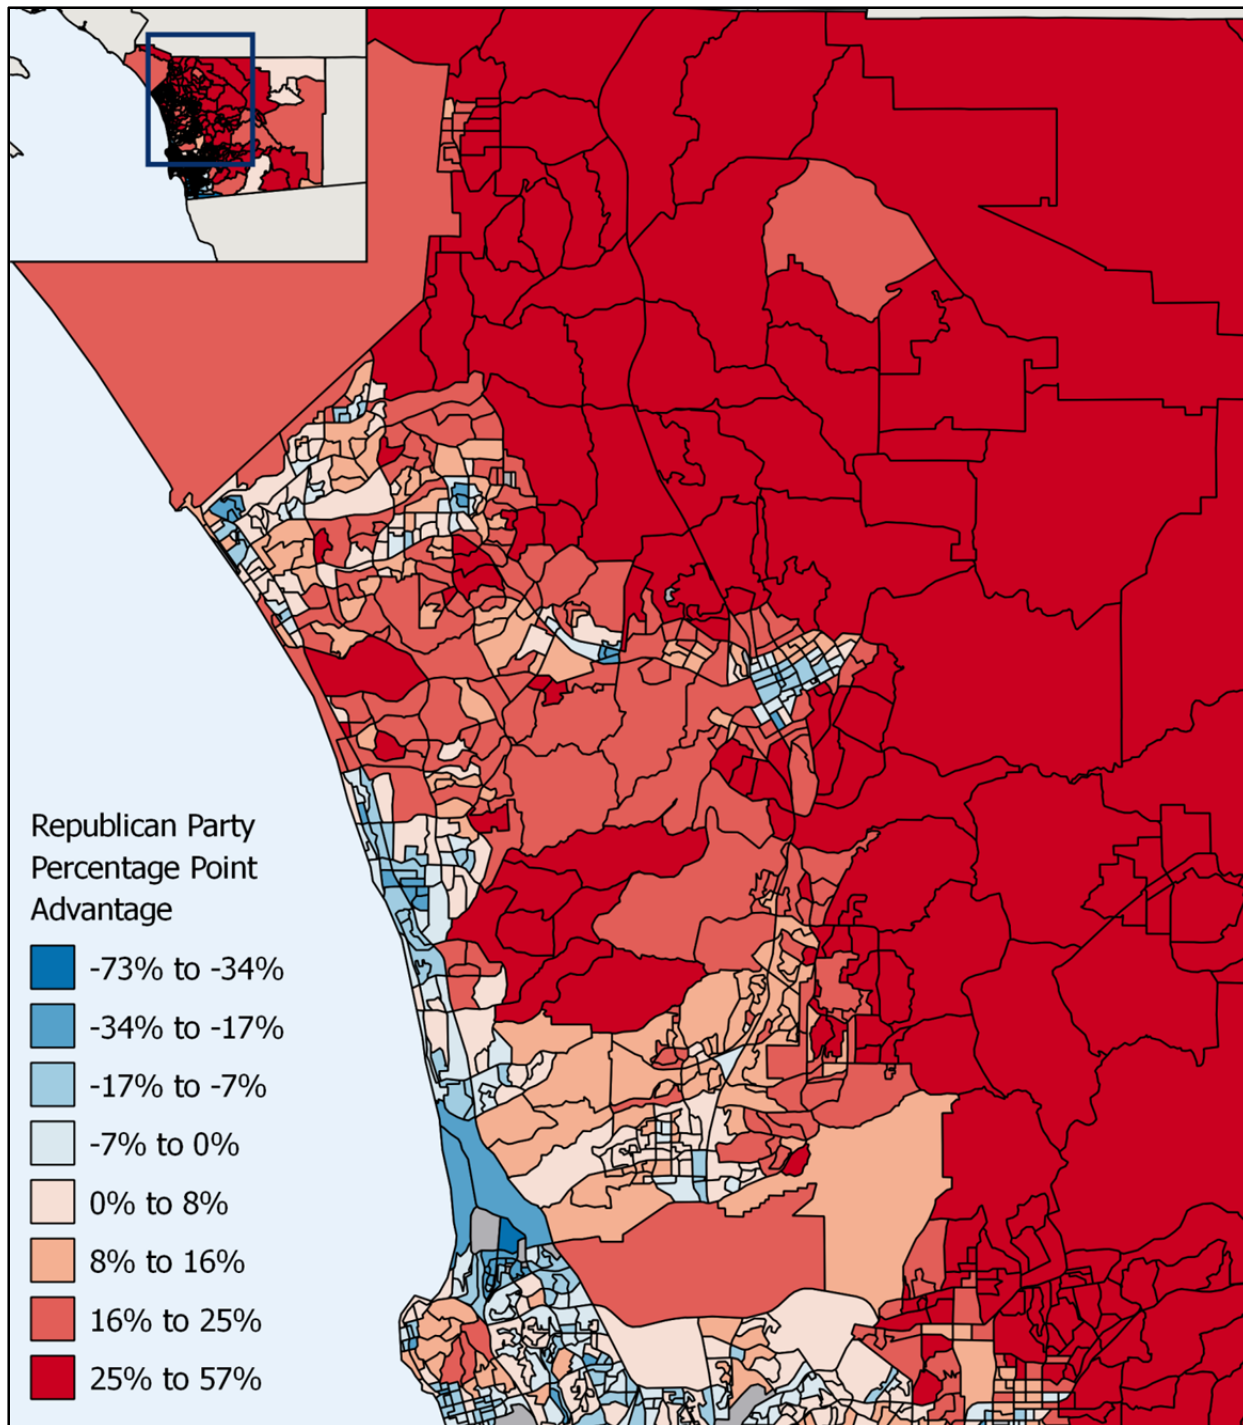 Republican Party
Percentage Point
Advantage
-73% to -34%
-34% to -17%
-17% to -7%
-7% to 0%
0% to 8%
8% to 16%
16% to 25%
25% to 57%